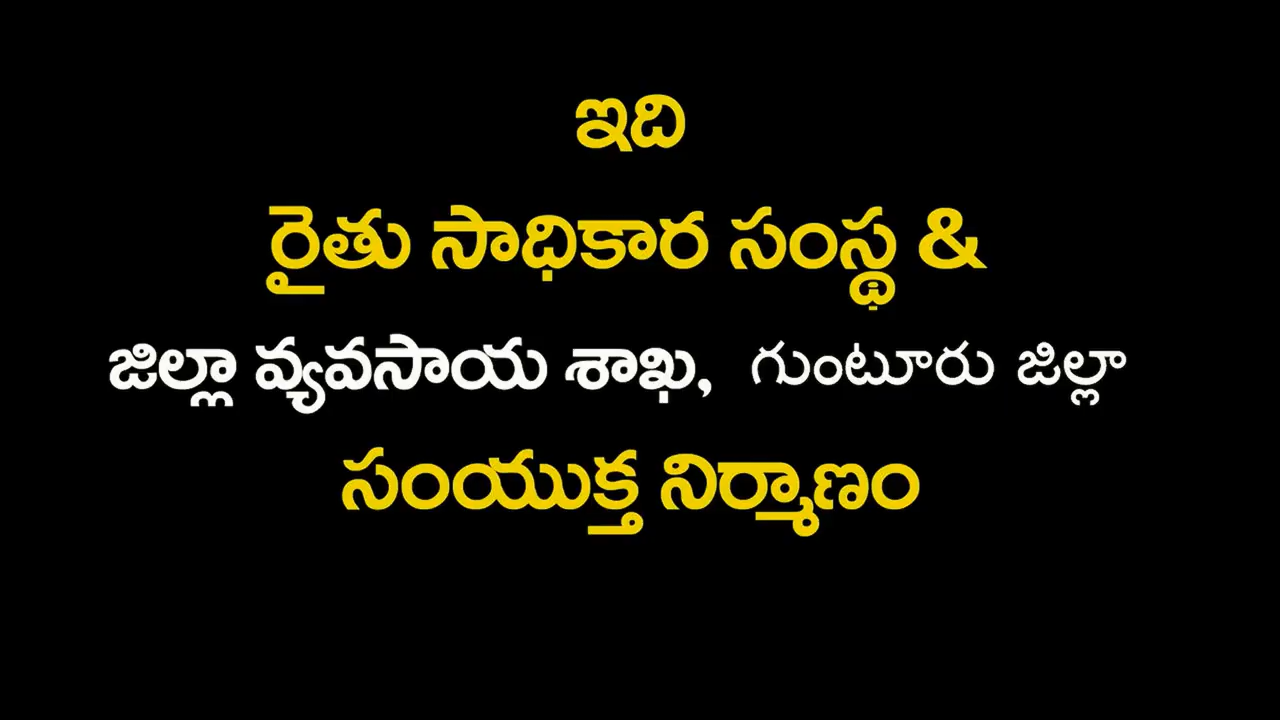 ఇది
రైతు సాధికార సంస్థ &
జిల్లా వ్యవసాయ శాఖ, గుంటూరు జిల్లా
సంయుక్త నిర్మాణం